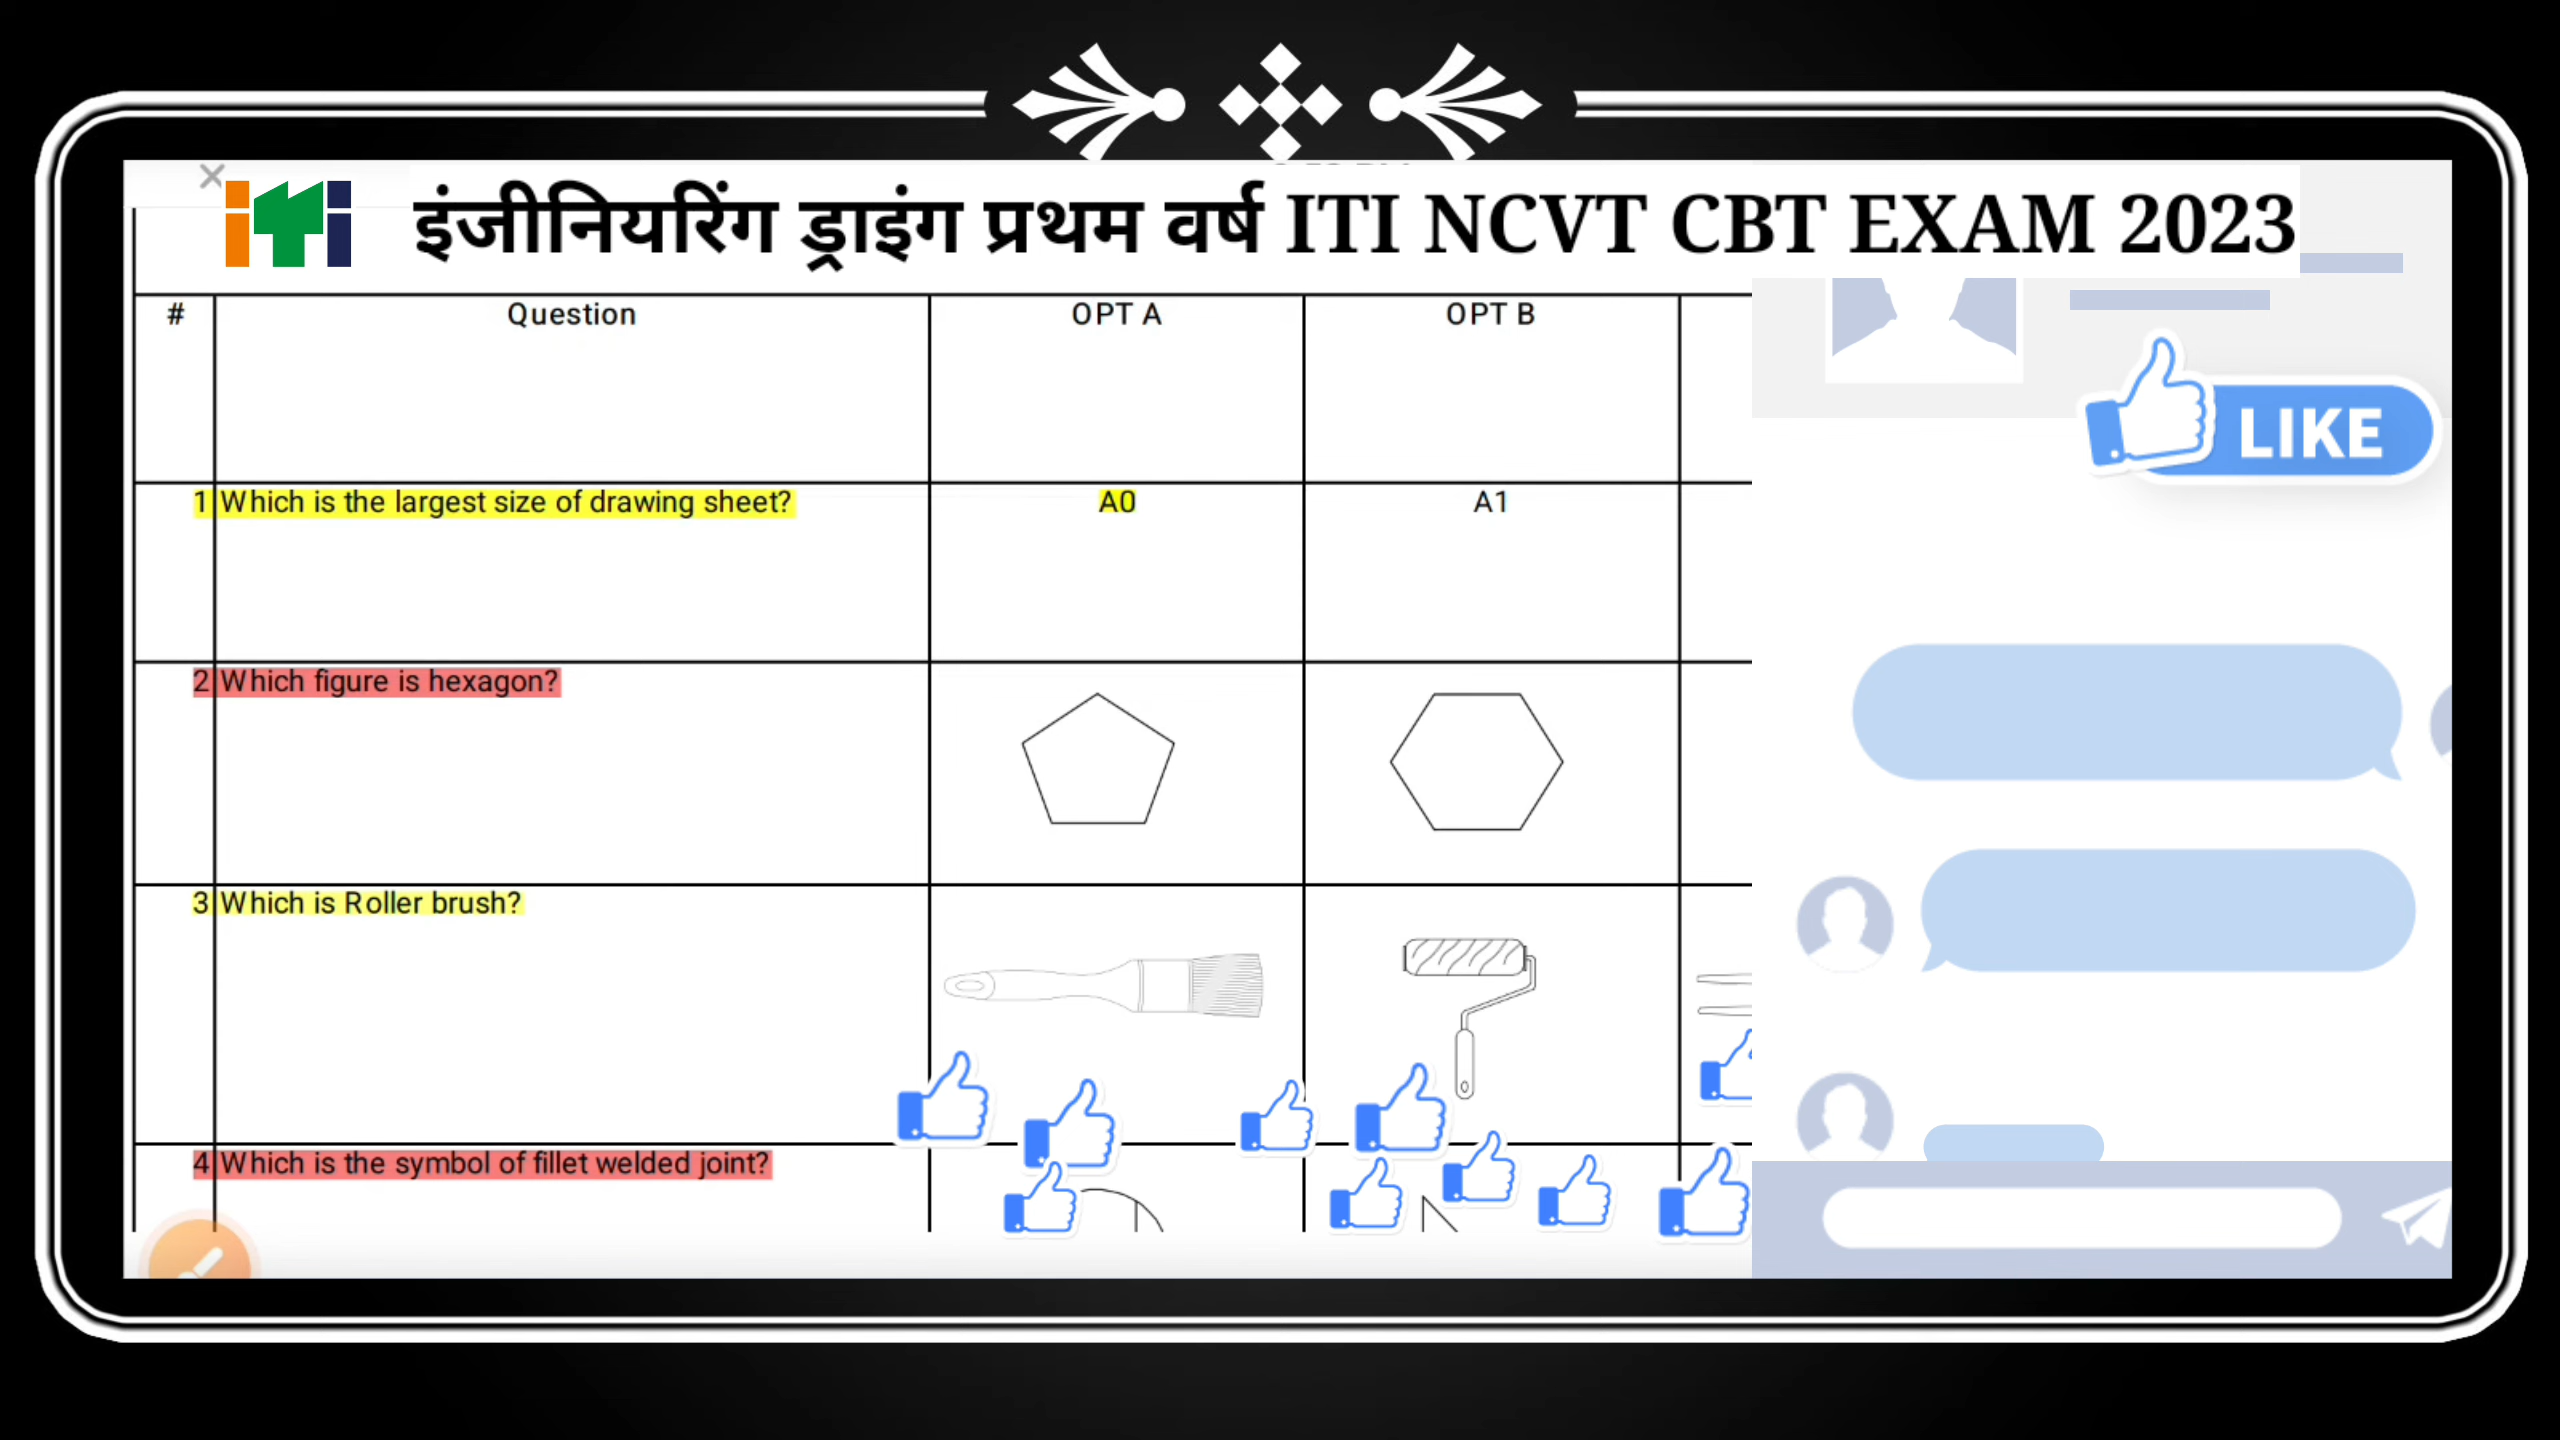 iTi इंजीनियरिंग ड्राइंग प्रथम वर्ष ITI NCVT CBT EXAM 2023
# Question OPT A OPT B
LIKE
1 Which is the largest size of drawing sheet? A0 A1
2 Which figure is hexagon?
3 Which is Roller brush?
4 Which is the symbol of fillet welded joint?